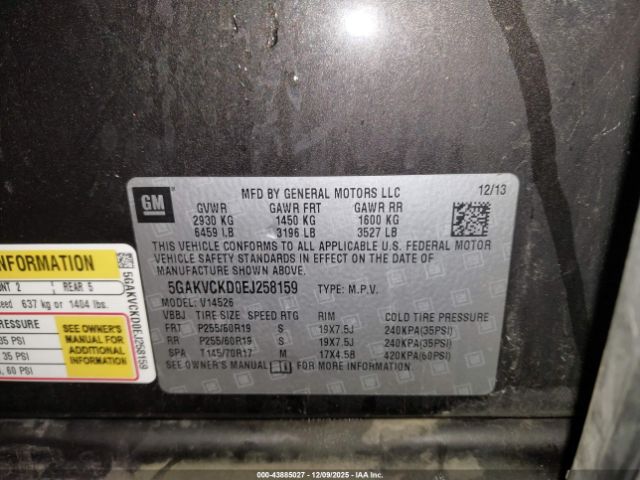 GM
MFD BY GENERAL MOTORS LLC
12/13
GVWR GAWR FRT GAWR RR
2930 KG 1450 KG 1600 KG
6459 LB 3196 LB 3527 LB
THIS VEHICLE CONFORMS TO ALL APPLICABLE U.S. FEDERAL MOTOR
VEHICLE SAFETY STANDARDS IN EFFECT ON THE DATE OF
MANUFACTURE SHOWN ABOVE.
5GAKVCKD0EJ258159 TYPE: M.P.V.
MODEL: V14526
VBBJ TIRE SIZE SPEED RTG RIM COLD TIRE PRESSURE
FRT P255/60R19 S 19X7.5J 240KPA(35PSI)
RR P255/60R19 S 19X7.5J 240KPA(35PSI)
SPA T145/70R17 M 17X4.5B 420KPA(60PSI)
SEE OWNER'S MANUAL FOR MORE INFORMATION.
INFORMATION
2 REAR 5
637 kg or 1404 lbs.
PRESSURE
35 PSI
35 PSI
60 PSI
SEE OWNER'S
MANUAL FOR
ADDITIONAL
INFORMATION
5GAKVCKD0EJ258159
000-43885027 - 12/09/2025 - IAAI.COM